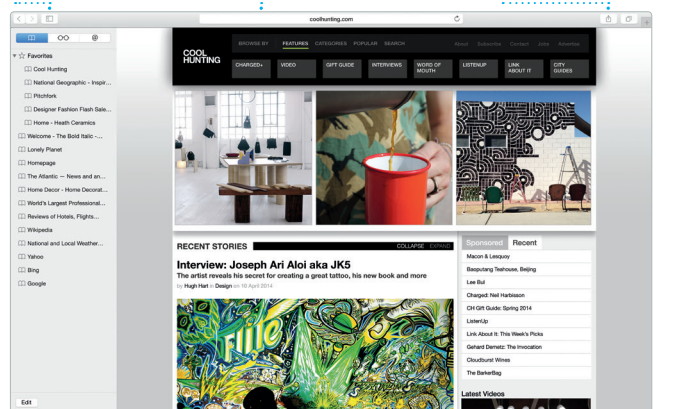 coolhunting.com
@
Favorites
Cool Hunting
National Geographic - Inspir...
Pitchfork
Designer Fashion Flash Sale...
Home - Heath Ceramics
Welcome - The Bold Italic -...
Lonely Planet
Homepage
The Atlantic — News and an...
Home Decor - Home Decorat...
World's Largest Professional...
Reviews of Hotels, Flights...
Wikipedia
National and Local Weather...
Yahoo
Bing
Google
Edit
COOL
HUNTING
BROWSE BY FEATURES CATEGORIES POPULAR SEARCH
About Subscribe Contact Jobs Advertise
CHARGED+ VIDEO GIFT GUIDE INTERVIEWS WORD OF MOUTH LISTENUP LINK ABOUT IT CITY GUIDES
RECENT STORIES COLLAPSE EXPAND
Interview: Joseph Ari Aloi aka JK5
The artist reveals his secret for creating a great tattoo, his new book and more
by Hugh Hart in Design on 16 April 2014
Flite
Sponsored Recent
Macon & Lesquoy
Baoputang Teahouse, Beijing
Lee Bul
Charged: Neil Harbisson
CH Gift Guide: Spring 2014
ListenUp
Link About It: This Week's Picks
Gehard Demetz: The Invocation
Cloudburst Wines
The BarkerBag
Latest Videos